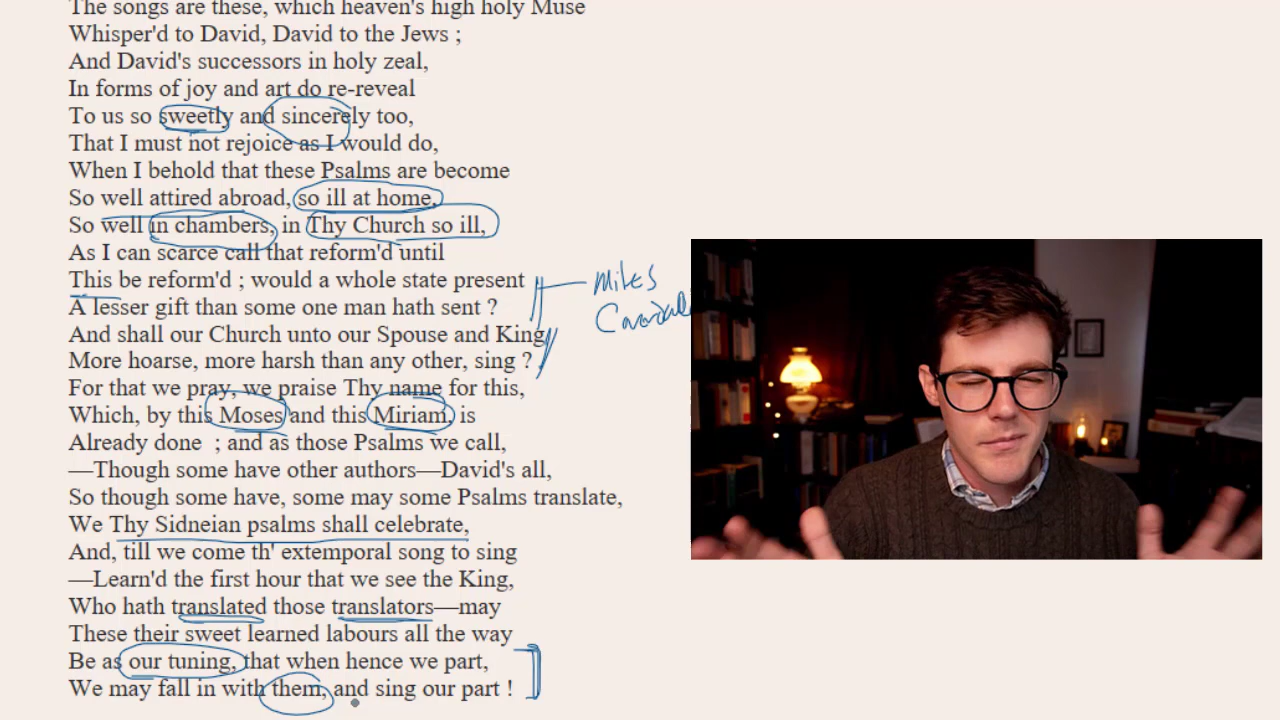 The songs are these, which heaven's high holy Muse
Whisper'd to David, David to the Jews ;
And David's successors in holy zeal,
In forms of joy and art do re-reveal
To us so sweetly and sincerely too,
That I must not rejoice as I would do,
When I behold that these Psalms are become
So well attired abroad, so ill at home,
So well in chambers, in Thy Church so ill,
As I can scarce call that reform'd until
This be reform'd ; would a whole state present
A lesser gift than some one man hath sent ?
And shall our Church unto our Spouse and King
More hoarse, more harsh than any other, sing ?
For that we pray, we praise Thy name for this,
Which, by this Moses and this Miriam, is
Already done  ; and as those Psalms we call,
—Though some have other authors—David's all,
So though some have, some may some Psalms translate,
We Thy Sidneian psalms shall celebrate,
And, till we come th' extemporal song to sing
—Learn'd the first hour that we see the King,
Who hath translated those translators—may
These their sweet learned labours all the way
Be as our tuning, that when hence we part,
We may fall in with them, and sing our part !
Miles